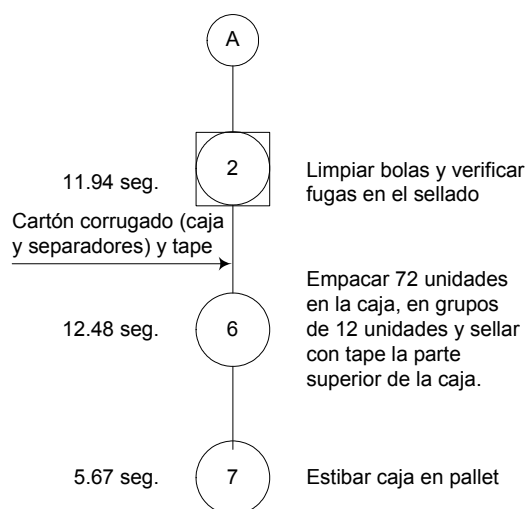 A
2
11.94 seg.
Limpiar bolas y verificar
fugas en el sellado
Cartón corrugado (caja
y separadores) y tape
6
12.48 seg.
Empacar 72 unidades
en la caja, en grupos
de 12 unidades y sellar
con tape la parte
superior de la caja.
5.67 seg.
7
Estibar caja en pallet